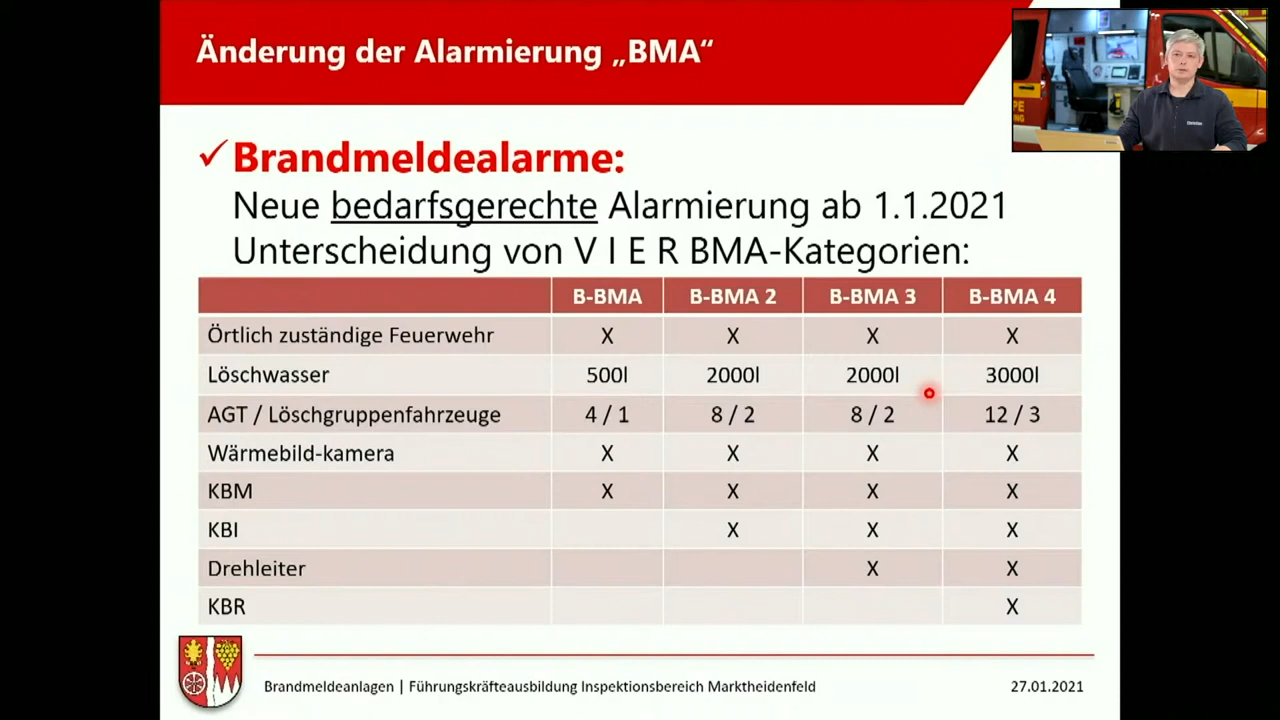 Änderung der Alarmierung „BMA“
Brandmeldealarme:
Neue bedarfsgerechte Alarmierung ab 1.1.2021
Unterscheidung von V I E R BMA-Kategorien:
B-BMA B-BMA 2 B-BMA 3 B-BMA 4
Örtlich zuständige Feuerwehr X X X X
Löschwasser 500l 2000l 2000l 3000l
AGT / Löschgruppenfahrzeuge 4 / 1 8 / 2 8 / 2 12 / 3
Wärmebild-kamera X X X X
KBM X X X X
KBI X X X
Drehleiter X X
KBR X
Brandmeldeanlagen | Führungskräfteausbildung Inspektionsbereich Marktheidenfeld 27.01.2021